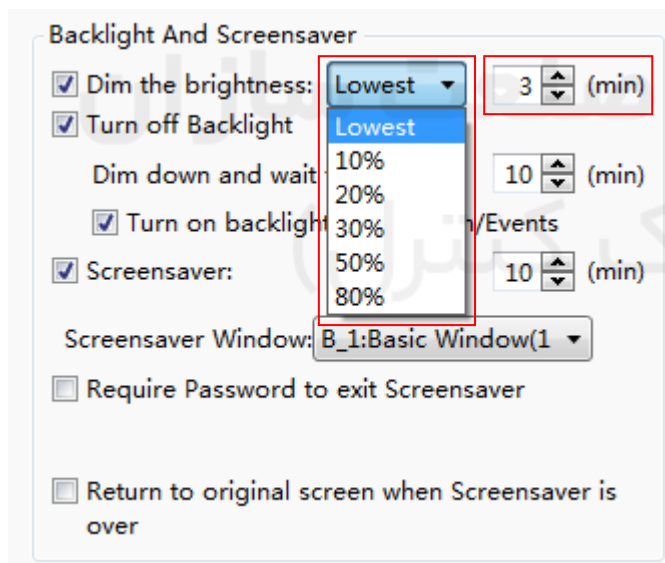 Backlight And Screensaver
Dim the brightness: Lowest 3 (min)
Lowest
10%
20%
30%
50%
80%
Turn off Backlight
Dim down and wait 10 (min)
Turn on backlight /Events
Screensaver: 10 (min)
Screensaver Window: B_1:Basic Window(1
Require Password to exit Screensaver
Return to original screen when Screensaver is
over